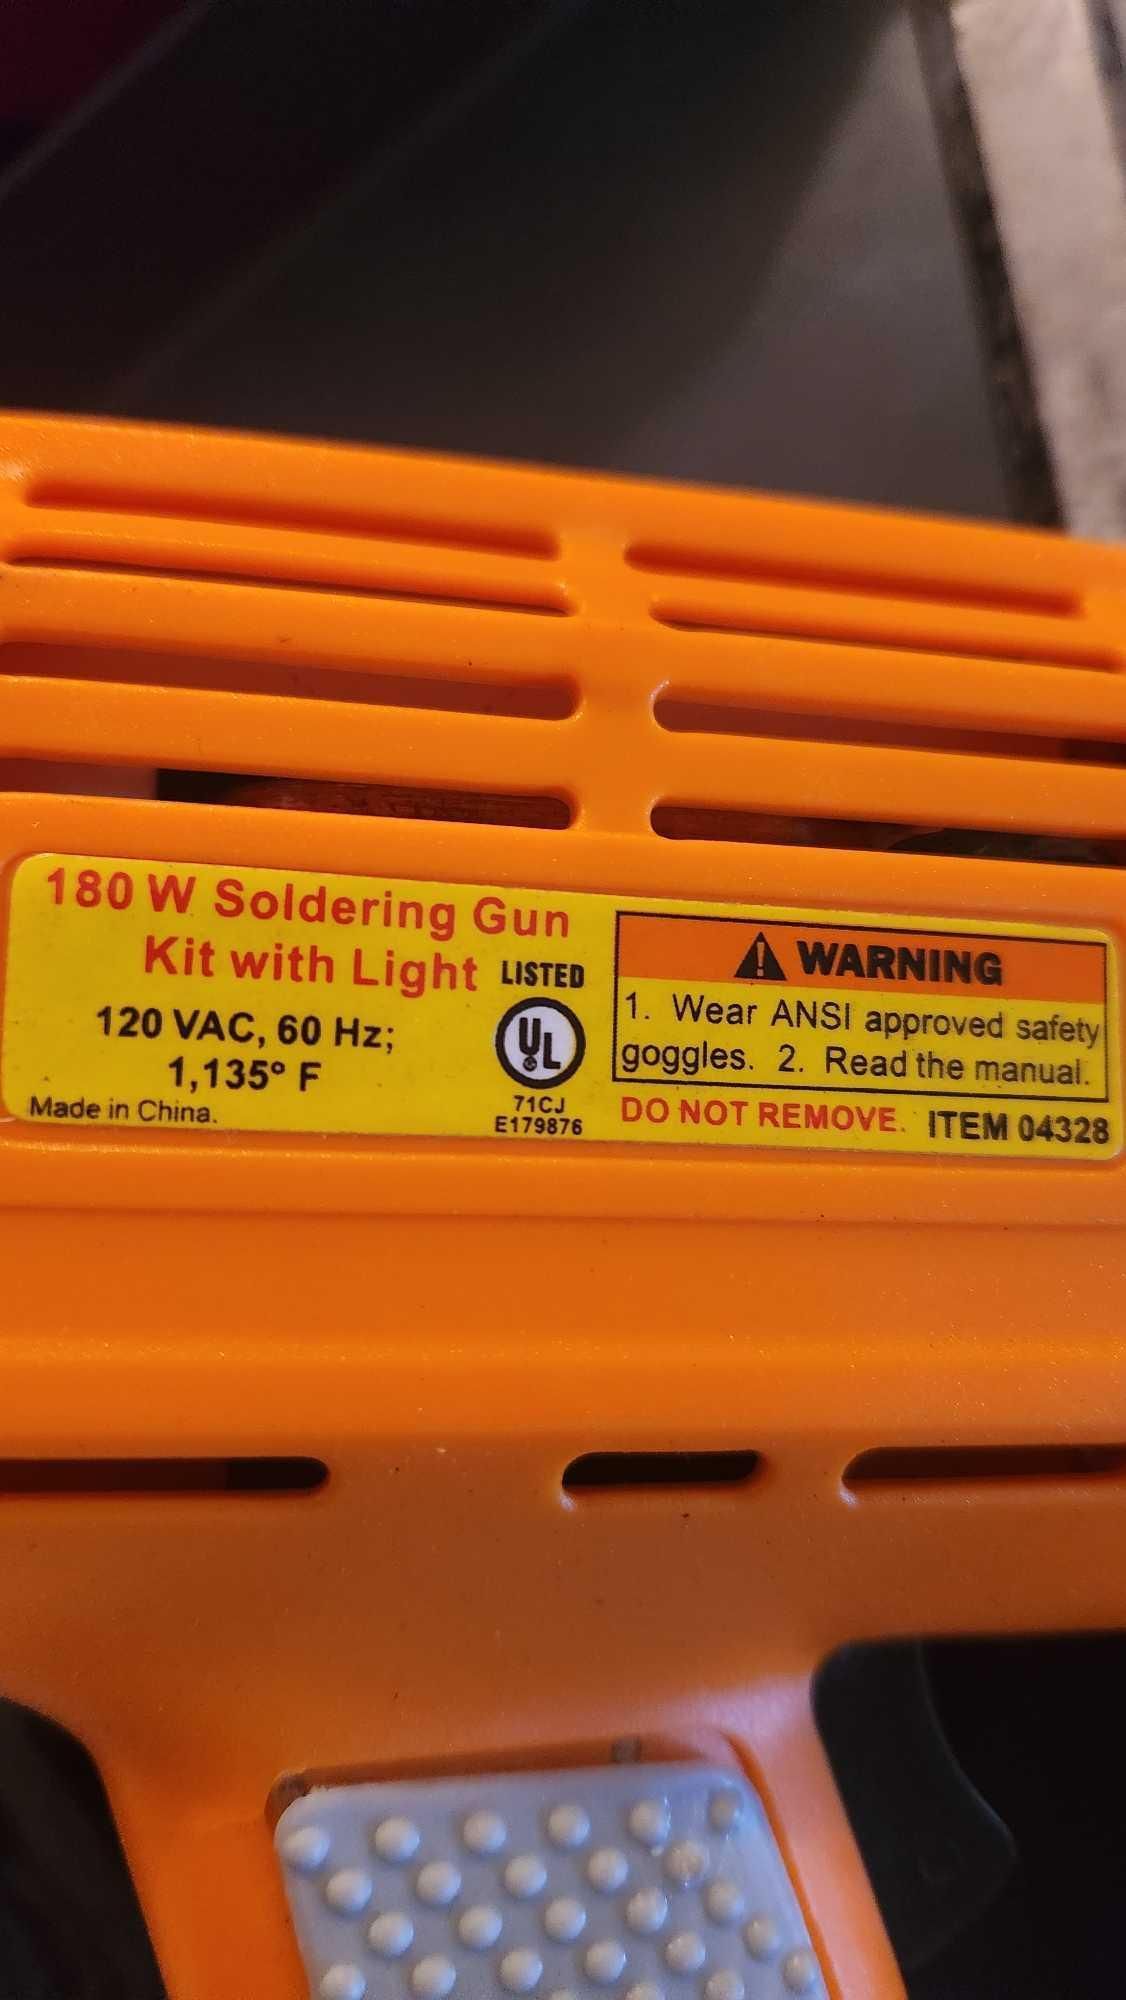 180 W Soldering Gun
Kit with Light
120 VAC, 60 Hz;
1,135° F
Made in China.
LISTED
UL
71CJ
E179876
WARNING
1. Wear ANSI approved safety
goggles. 2. Read the manual.
DO NOT REMOVE. ITEM 04328